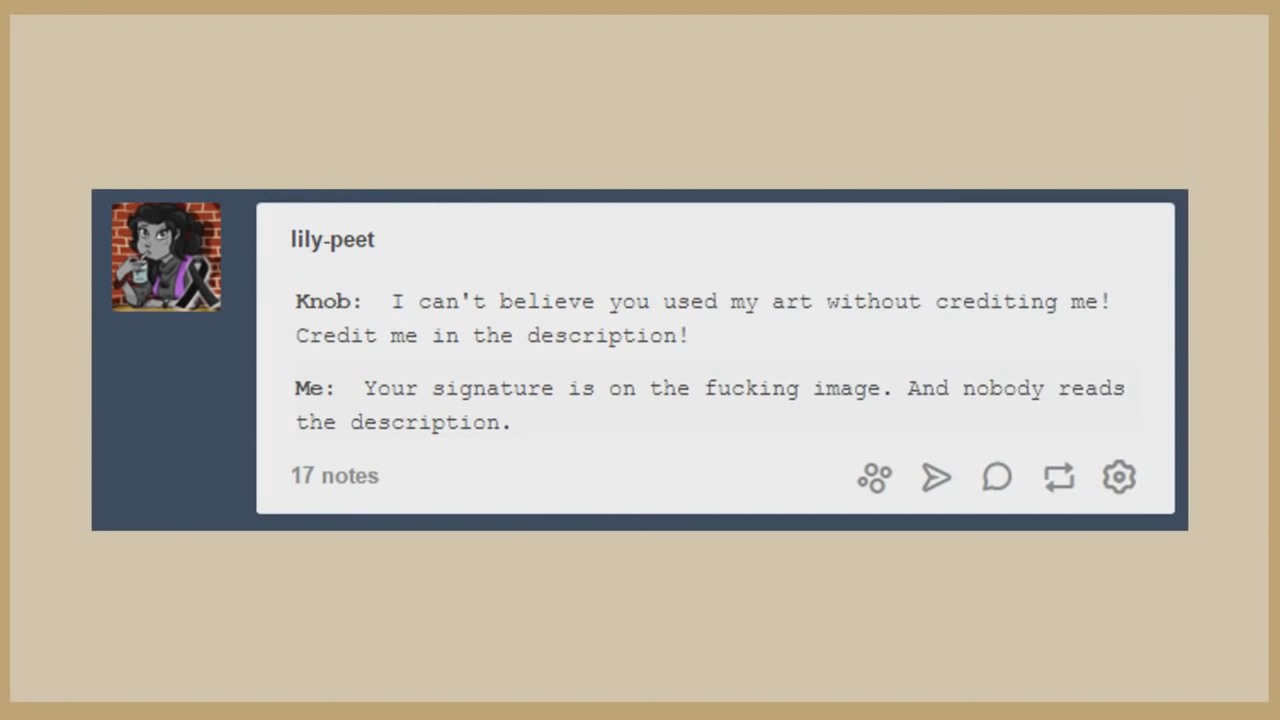 lily-peet
Knob: I can't believe you used my art without crediting me!
Credit me in the description!
Me: Your signature is on the fucking image. And nobody reads
the description.
17 notes